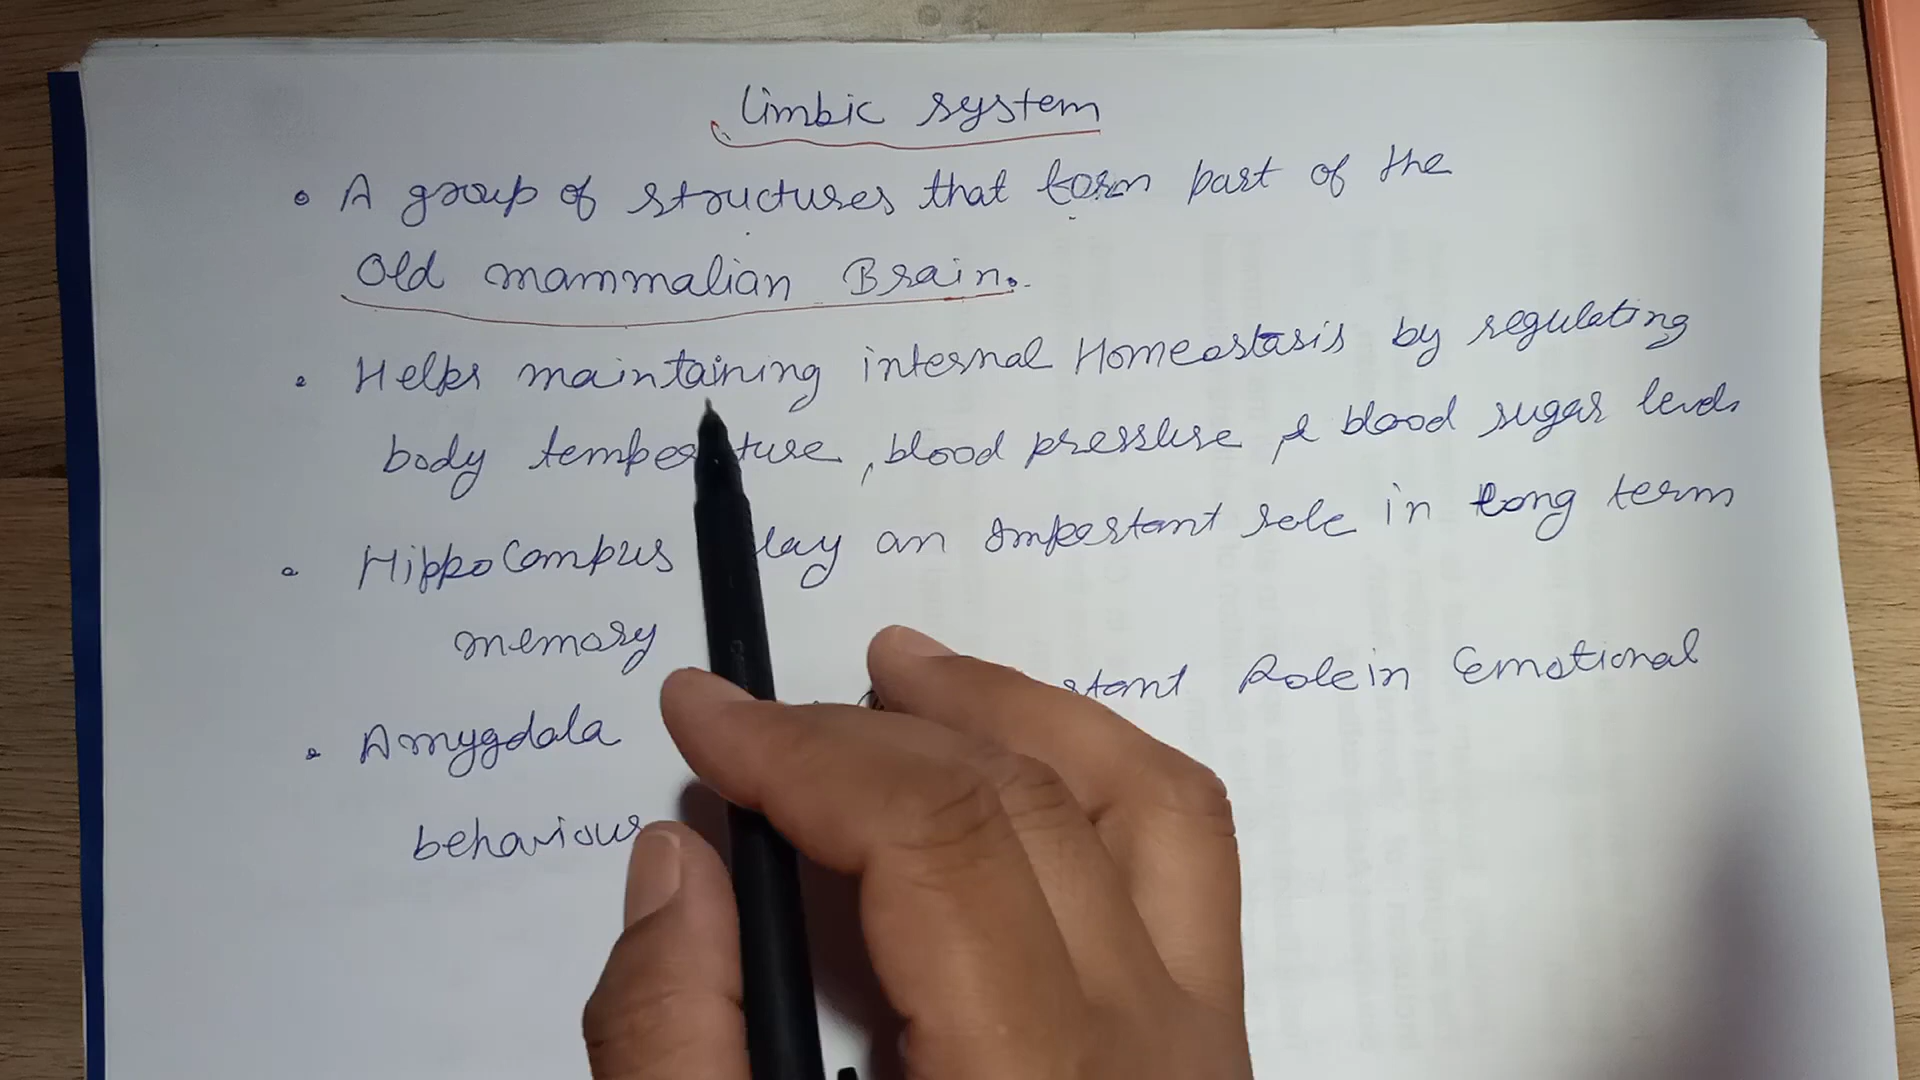 Limbic system
• A group of structures that form part of the
Old mammalian Brain.
• Helps maintaining internal Homeostasis by regulating
body temperature, blood pressure & blood sugar levels
• Hippocampus lay an important role in long term
memory
• Amygdala Role in Emotional
behaviour